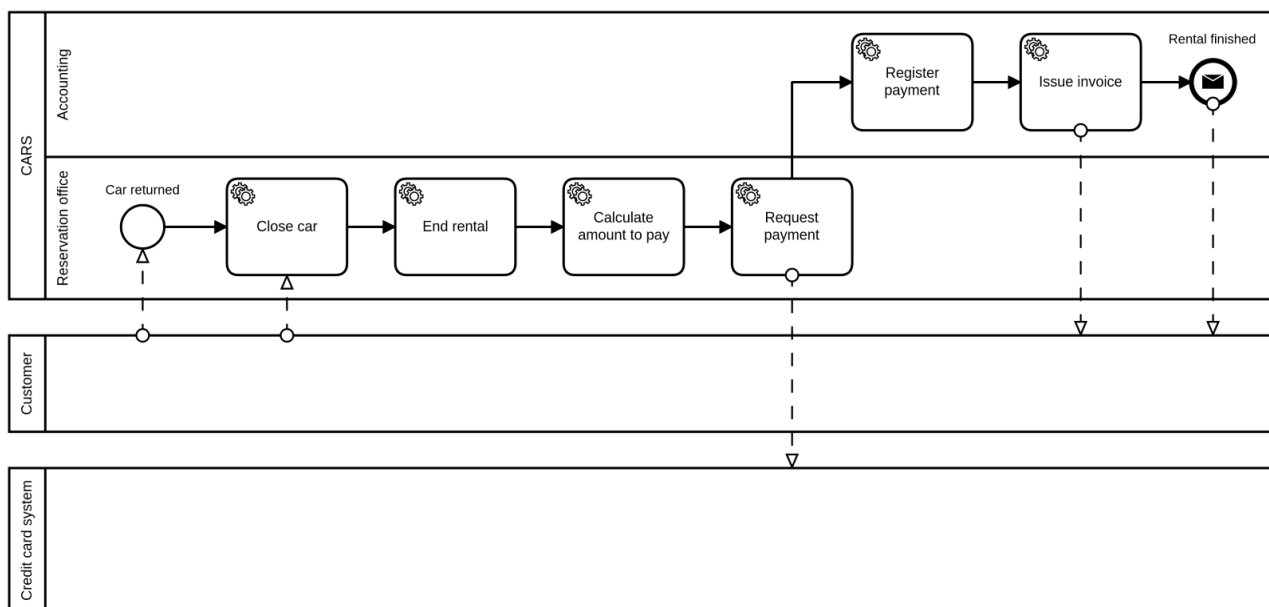 CARS
Accounting
Register
payment
Issue invoice
Rental finished
Reservation office
Car returned
Close car
End rental
Calculate
amount to pay
Request
payment
Customer
Credit card system